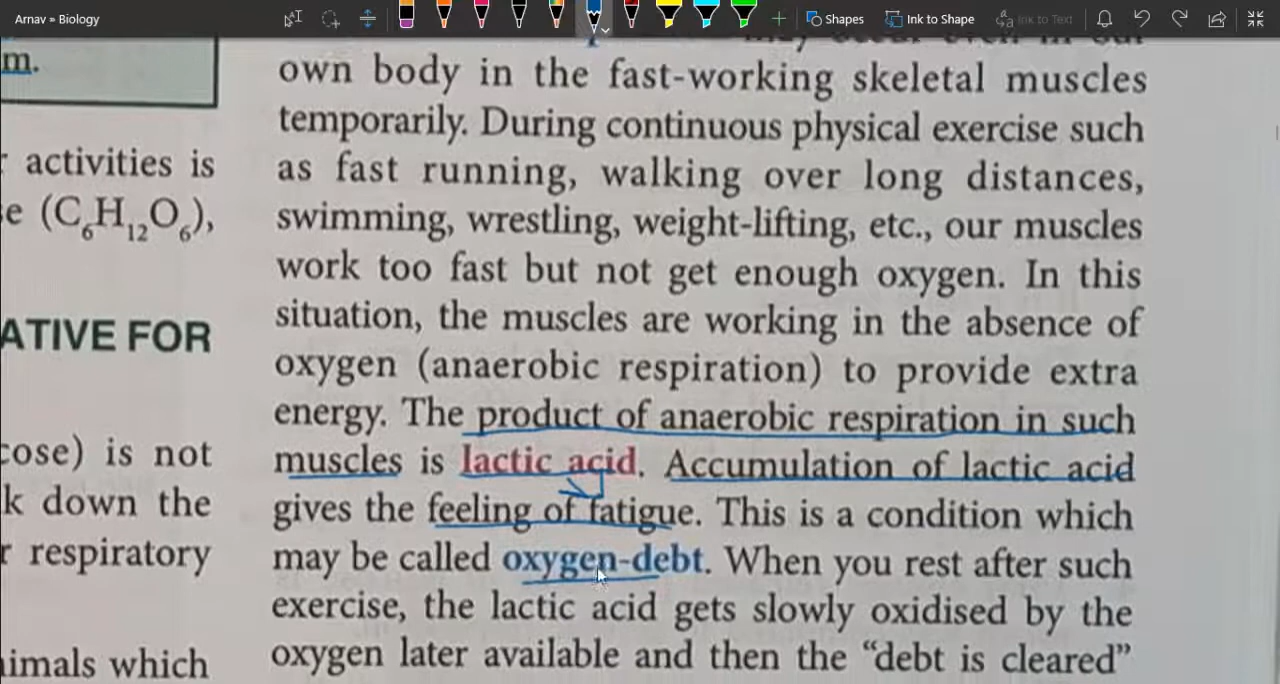 Arnav » Biology
Shapes
Ink to Shape
Ink to Text
m.
activities is
e (C₆H₁₂O₆),
ATIVE FOR
cose) is not
k down the
r respiratory
nimals which
own body in the fast-working skeletal muscles
temporarily. During continuous physical exercise such
as fast running, walking over long distances,
swimming, wrestling, weight-lifting, etc., our muscles
work too fast but not get enough oxygen. In this
situation, the muscles are working in the absence of
oxygen (anaerobic respiration) to provide extra
energy. The product of anaerobic respiration in such
muscles is lactic acid. Accumulation of lactic acid
gives the feeling of fatigue. This is a condition which
may be called oxygen-debt. When you rest after such
exercise, the lactic acid gets slowly oxidised by the
oxygen later available and then the “debt is cleared”